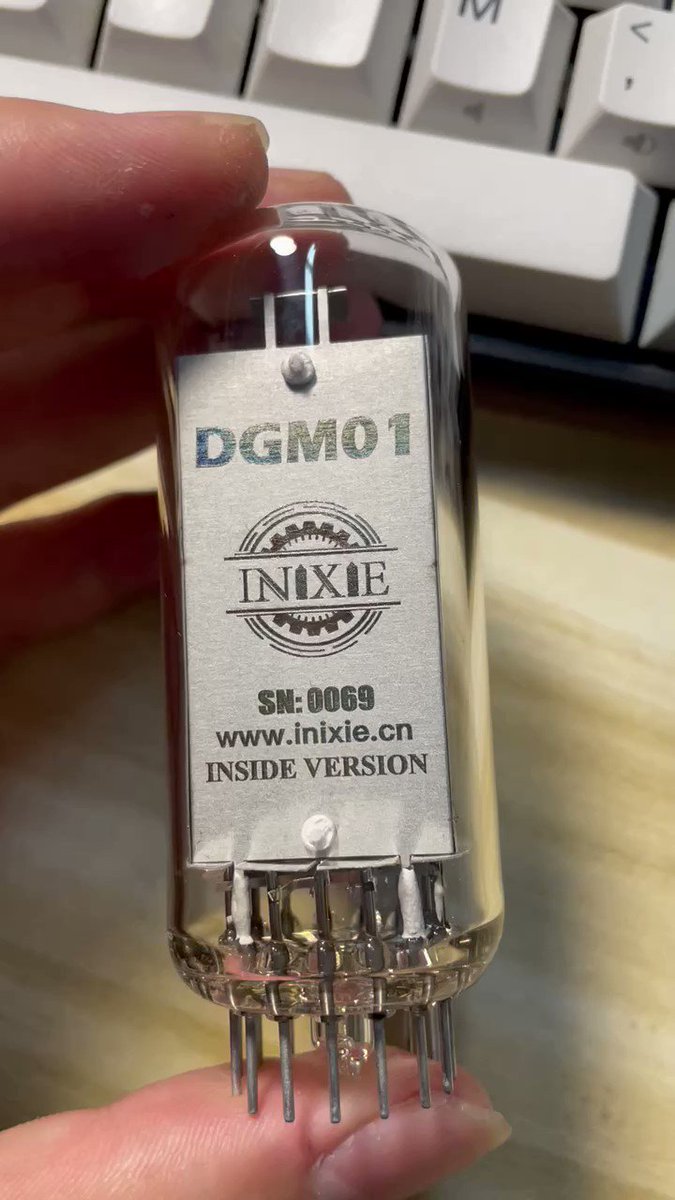 M
<
,
DGM01
INIXIE
SN: 0069
www.inixie.cn
INSIDE VERSION